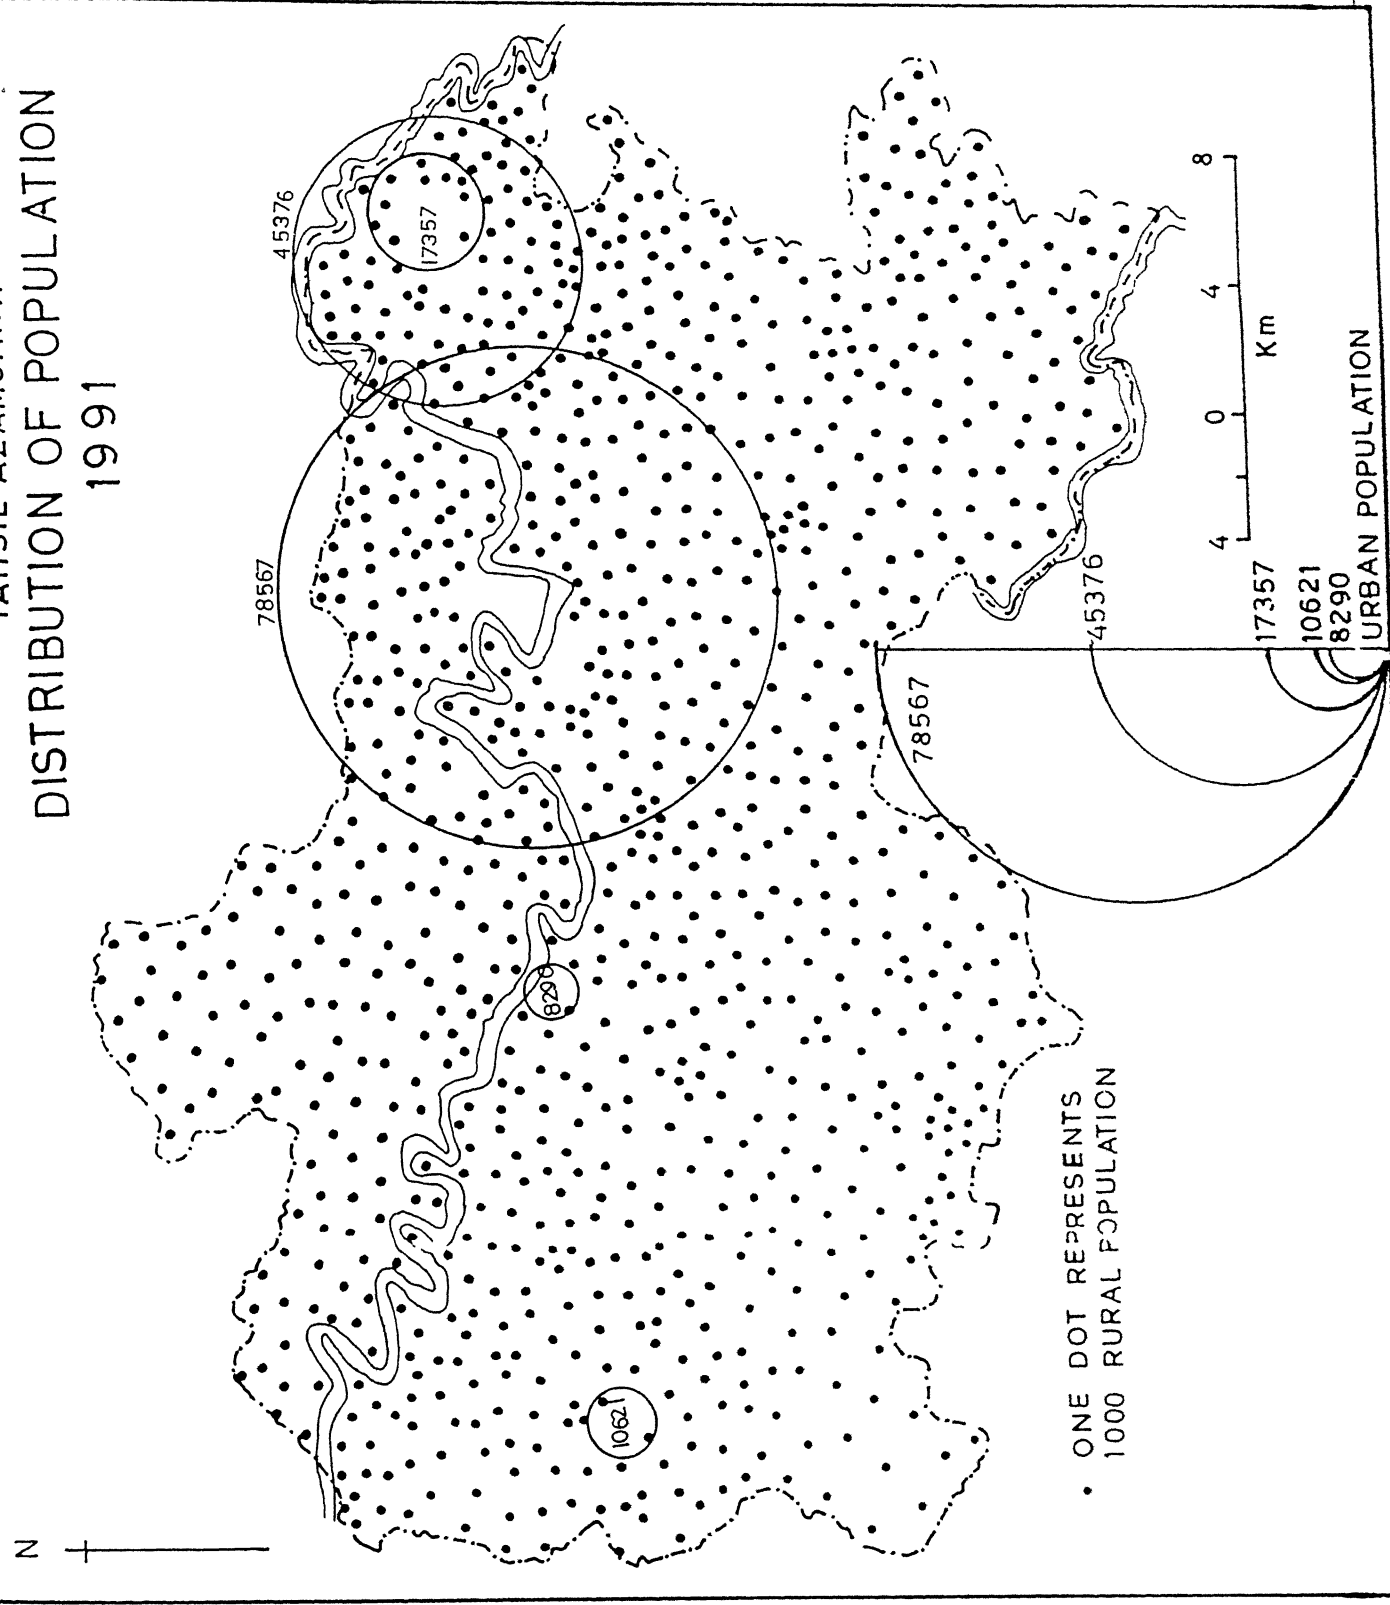 DISTRIBUTION OF POPULATION
1991
N
45376
17357
78567
8290
10621
78567
45376
17357
10621
8290
URBAN POPULATION
4 0 4 8
Km
• ONE DOT REPRESENTS
1000 RURAL POPULATION